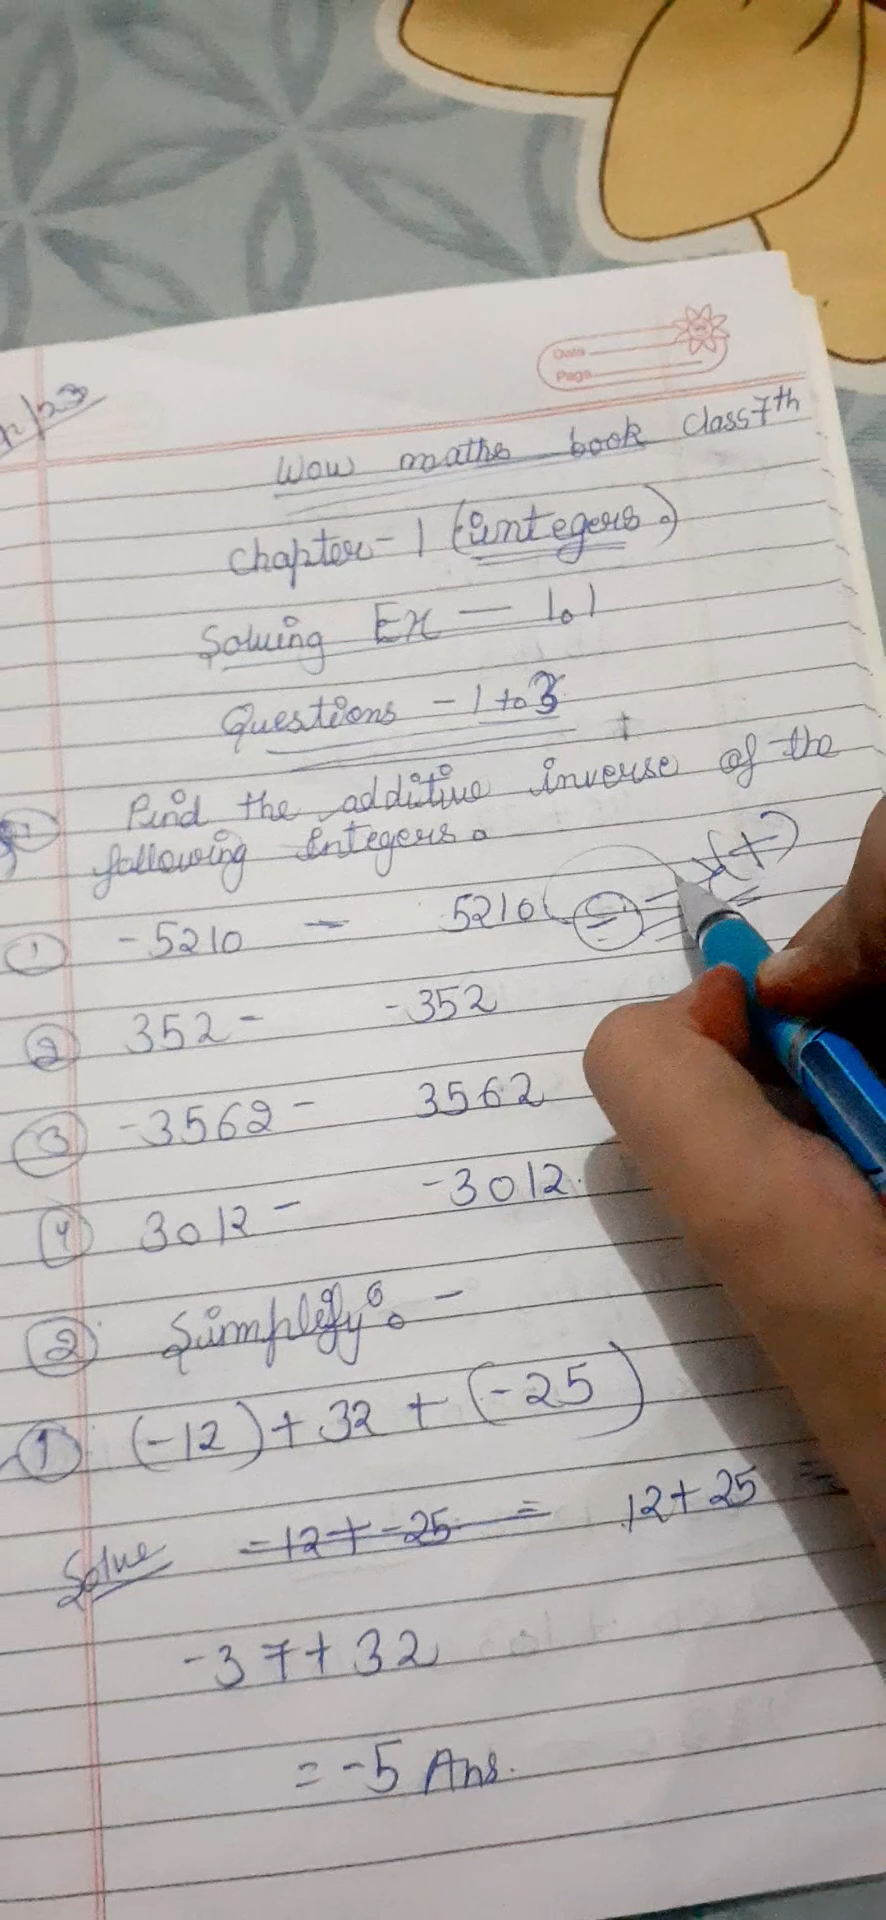 Date
Page
/23
Wow maths book Class 7th
Chapter - 1 (integers.)
Solving Ex - 1.1
Questions - 1 to 3
Find the additive inverse of the
following integers.
① -5210 - 5210 (-) (+)
② 352 - -352
③ -3562 - 3562
④ 3012 - -3012.
② Simplify: -
① (-12) + 32 + (-25)
Solve = 12 + -25 = 12 + 25 =
-37 + 32
= -5 Ans.